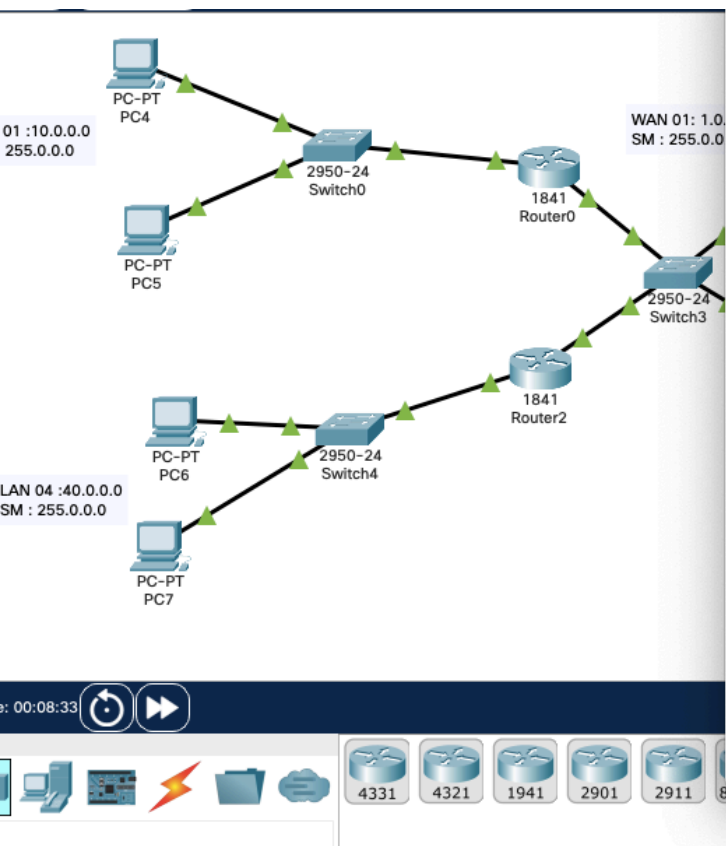 PC-PT
PC4
01 :10.0.0.0
255.0.0.0
WAN 01: 1.0.
SM : 255.0.0
2950-24
Switch0
1841
Router0
PC-PT
PC5
2950-24
Switch3
1841
Router2
PC-PT
PC6
2950-24
Switch4
LAN 04 :40.0.0.0
SM : 255.0.0.0
PC-PT
PC7
e: 00:08:33
4331
4321
1941
2901
2911
8